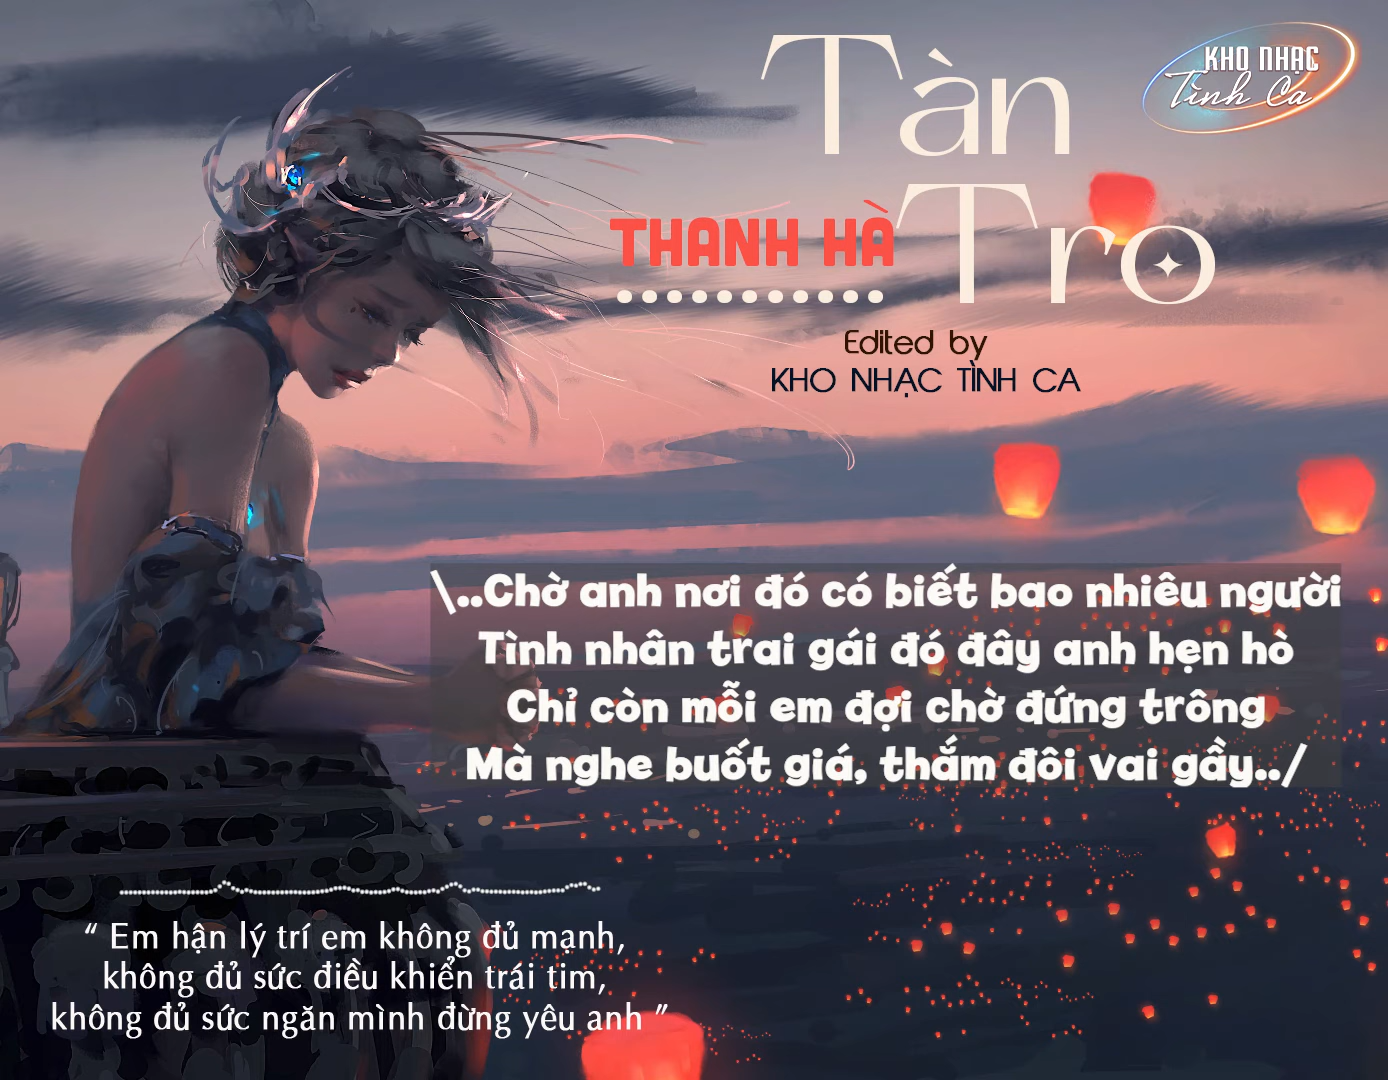 Tàn
Tro
KHO NHẠC
Tình Ca
THANH HÀ
Edited by
KHO NHẠC TÌNH CA
\..Chờ anh nơi đó có biết bao nhiêu người
Tình nhân trai gái đó đây anh hẹn hò
Chỉ còn mỗi em đợi chờ đứng trông
Mà nghe buốt giá, thắm đôi vai gầy../
“ Em hận lý trí em không đủ mạnh,
không đủ sức điều khiển trái tim,
không đủ sức ngăn mình đừng yêu anh ”